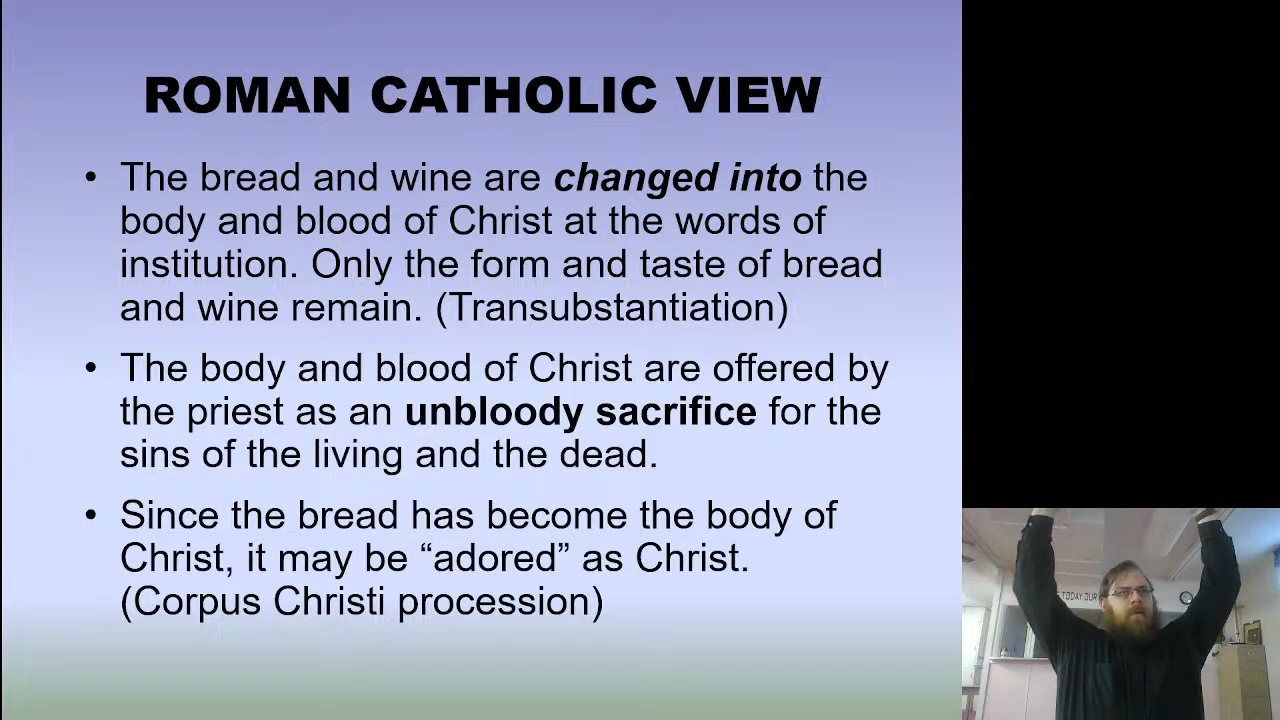 ROMAN CATHOLIC VIEW
• The bread and wine are changed into the
body and blood of Christ at the words of
institution. Only the form and taste of bread
and wine remain. (Transubstantiation)
• The body and blood of Christ are offered by
the priest as an unbloody sacrifice for the
sins of the living and the dead.
• Since the bread has become the body of
Christ, it may be “adored” as Christ.
(Corpus Christi procession)
TODAY OUR